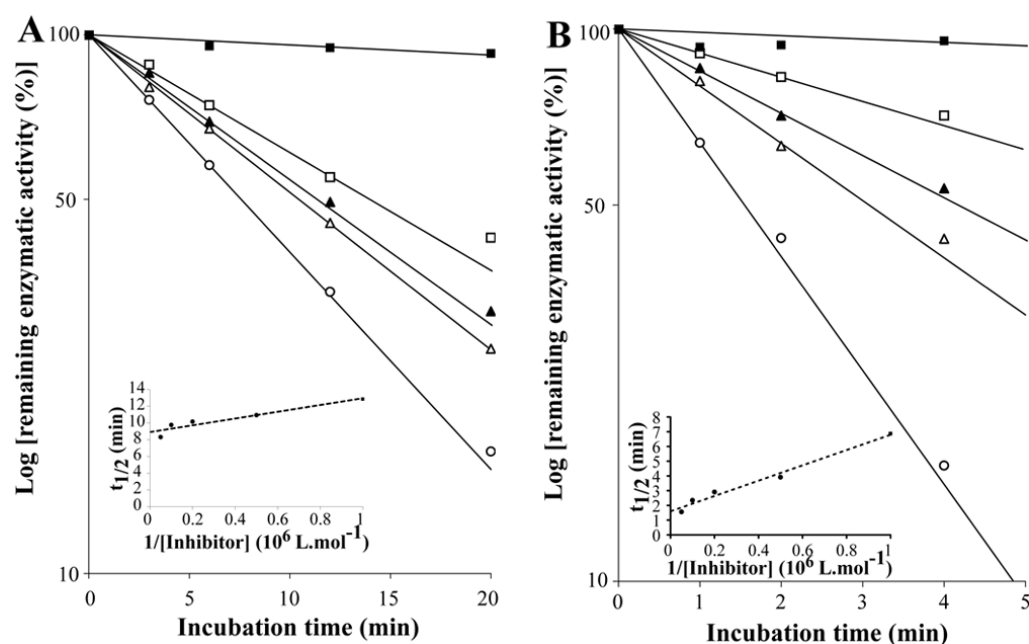 A
100
50
10
Log [remaining enzymatic activity (%)]
0 5 10 15 20
Incubation time (min)
14
12
10
8
6
4
2
0
t1/2 (min)
0 0.2 0.4 0.6 0.8 1
1/[Inhibitor] (10⁶ L.mol⁻¹)
B
100
50
10
Log [remaining enzymatic activity (%)]
0 1 2 3 4 5
Incubation time (min)
8
7
6
5
4
3
2
1
0
t1/2 (min)
0 0.2 0.4 0.6 0.8 1
1/[Inhibitor] (10⁶ L.mol⁻¹)